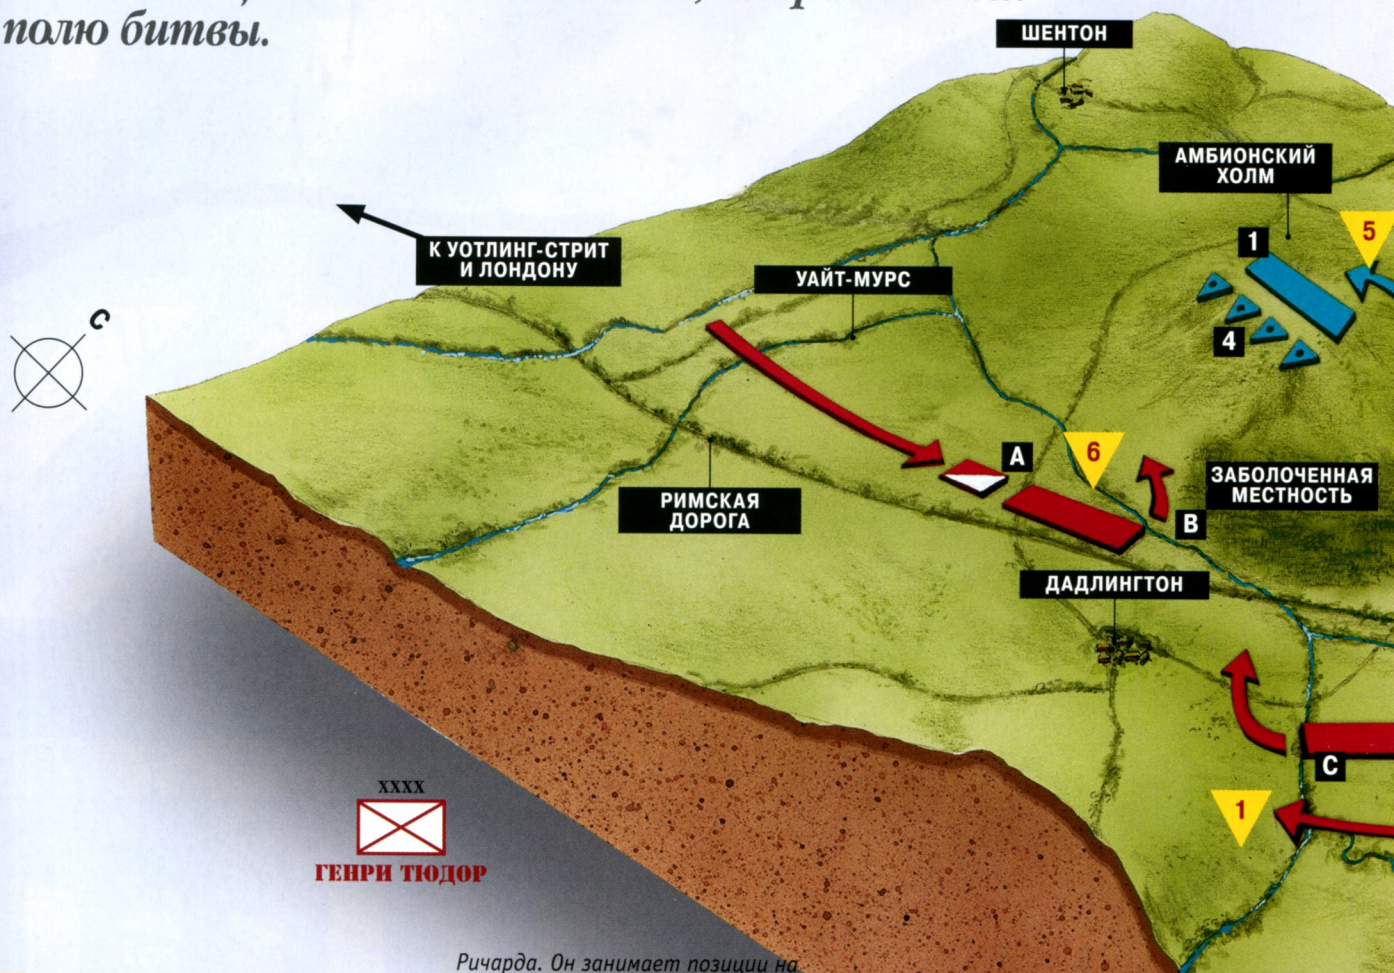 полю битвы.
ШЕНТОН
АМБИОНСКИЙ
ХОЛМ
5
1
К УОТЛИНГ-СТРИТ
И ЛОНДОНУ
УАЙТ-МУРС
С
4
6
A
ЗАБОЛОЧЕННАЯ
МЕСТНОСТЬ
РИМСКАЯ
ДОРОГА
B
ДАДЛИНГТОН
C
1
XXXX
ГЕНРИ ТЮДОР
Ричарда. Он занимает позиции на